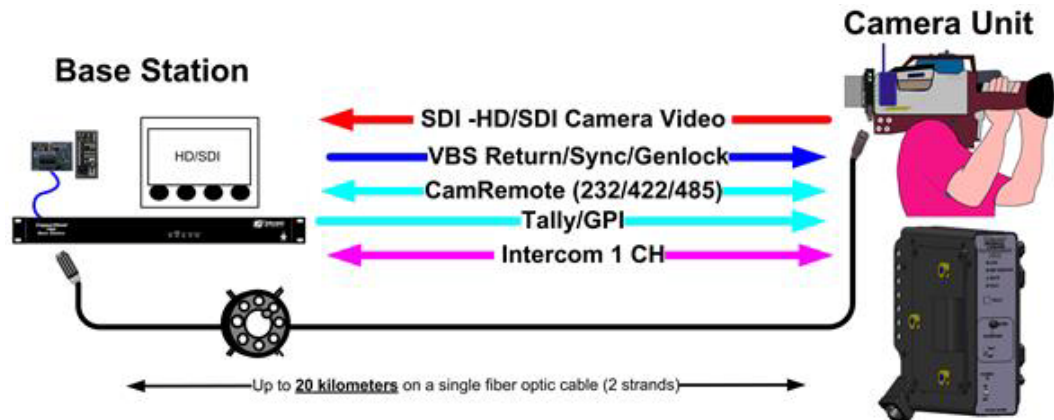 Camera Unit
Base Station
SDI -HD/SDI Camera Video
HD/SDI
VBS Return/Sync/Genlock
CamRemote (232/422/485)
Tally/GPI
Intercom 1 CH
Up to 20 kilometers on a single fiber optic cable (2 strands)